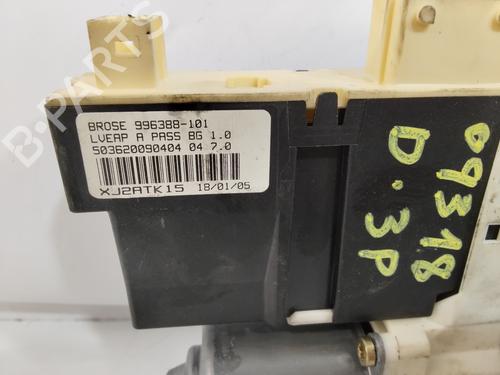 BROSE 996388-101
LVEAP A PASS BG 1.0
503620090404 04 7.0
XJ2ATK15 18/01/05
09318
D. 3P
B-PARTS